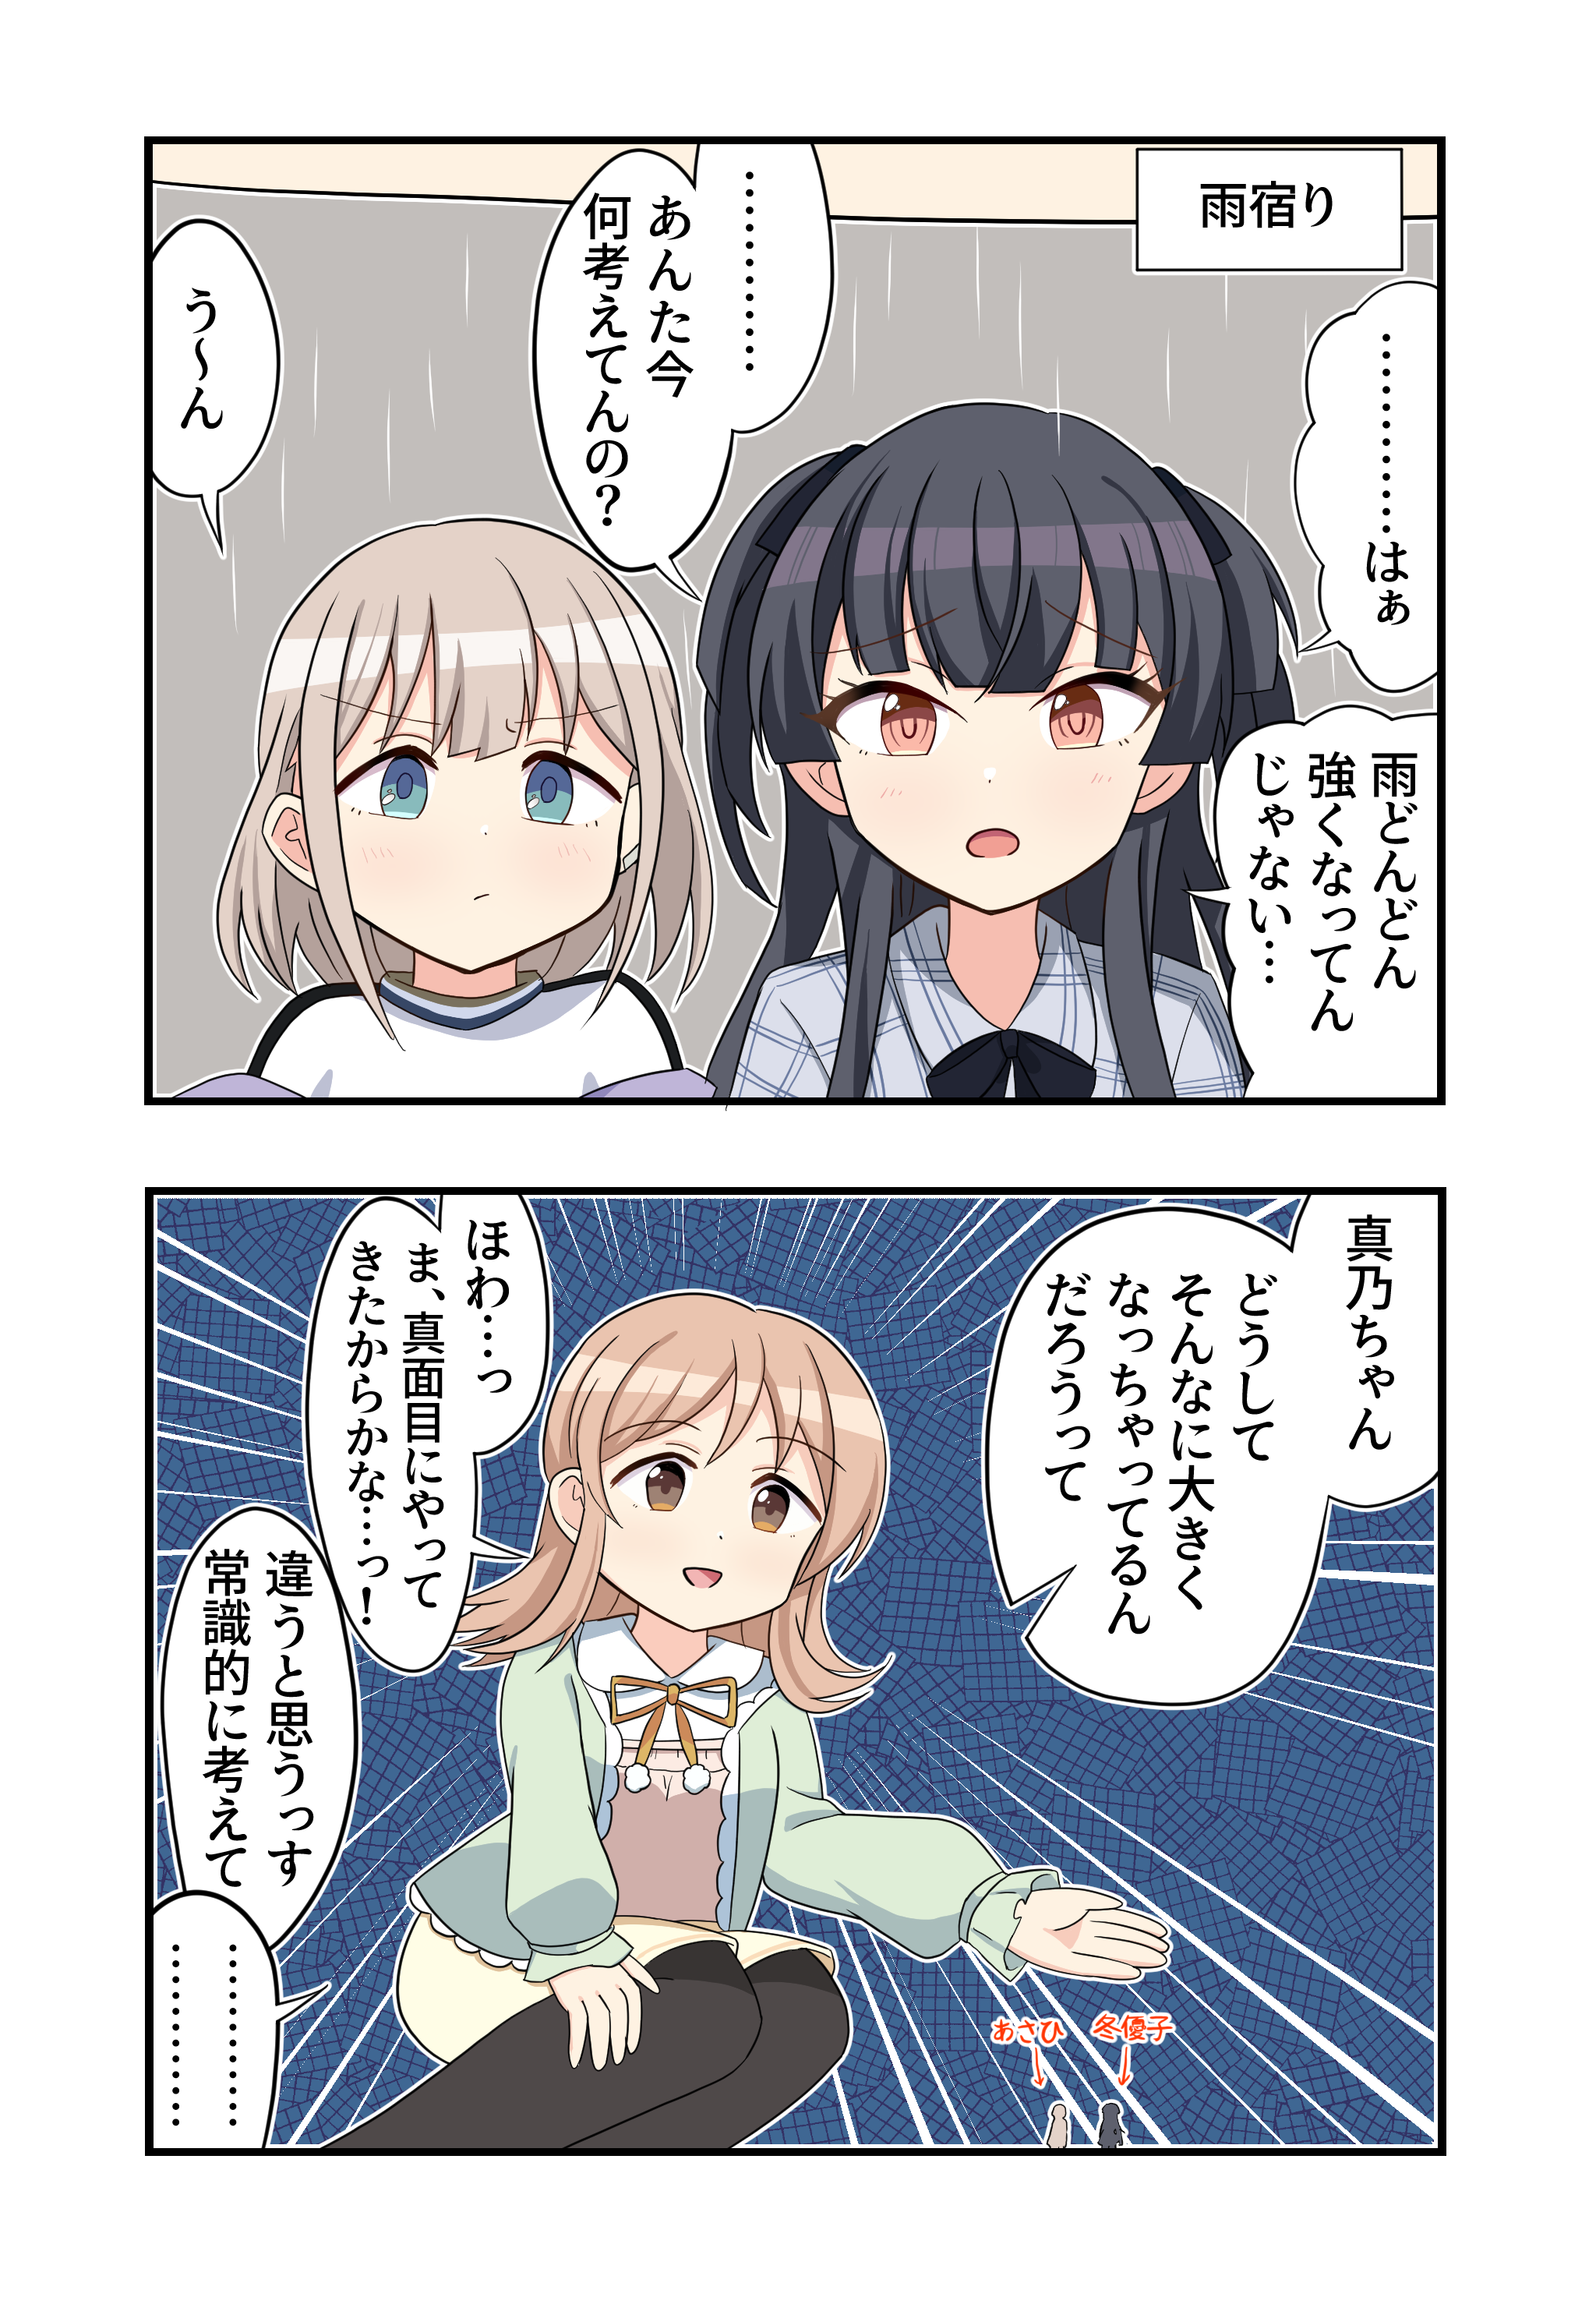 雨宿り
…………はぁ
雨どんどん
強くなってん
じゃない…
…………
あんた今
何考えてんの？
う～ん
真乃ちゃん
どうして
そんなに大きく
なっちゃってるん
だろうって
ほわ…っ
ま、真面目にやって
きたからかな…っ！
違うと思うっす
常識的に考えて
…………
…………
あさひ
冬優子